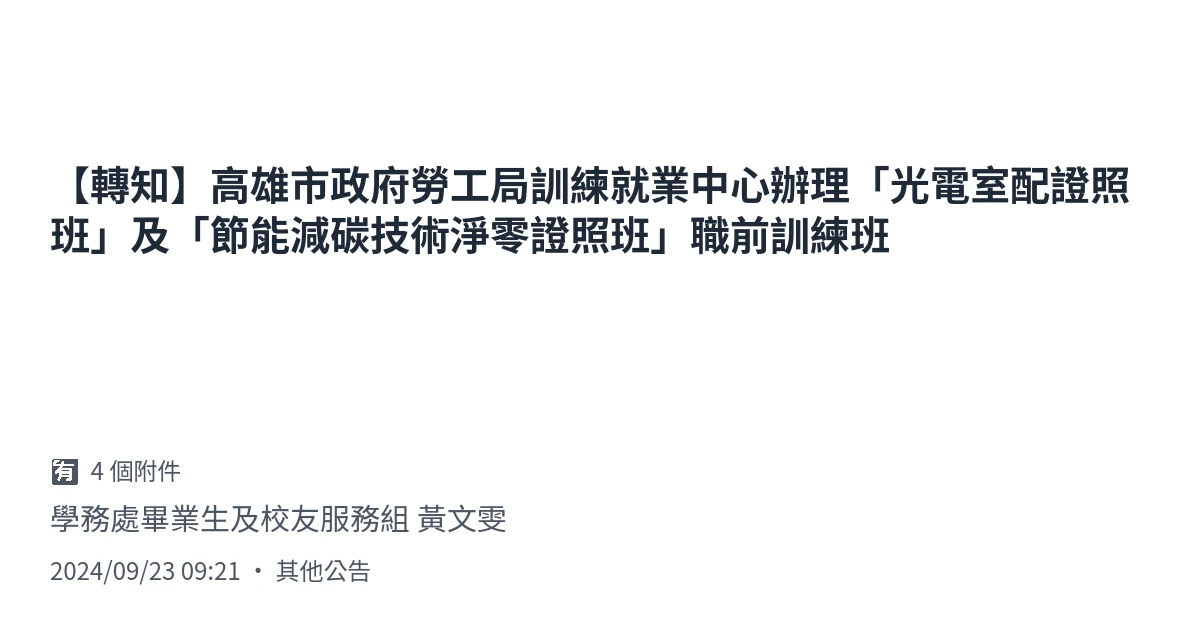 【轉知】高雄市政府勞工局訓練就業中心辦理「光電室配證照
班」及「節能減碳技術淨零證照班」職前訓練班
有 4 個附件
學務處畢業生及校友服務組 黃文雯
2024/09/23 09:21 ・ 其他公告